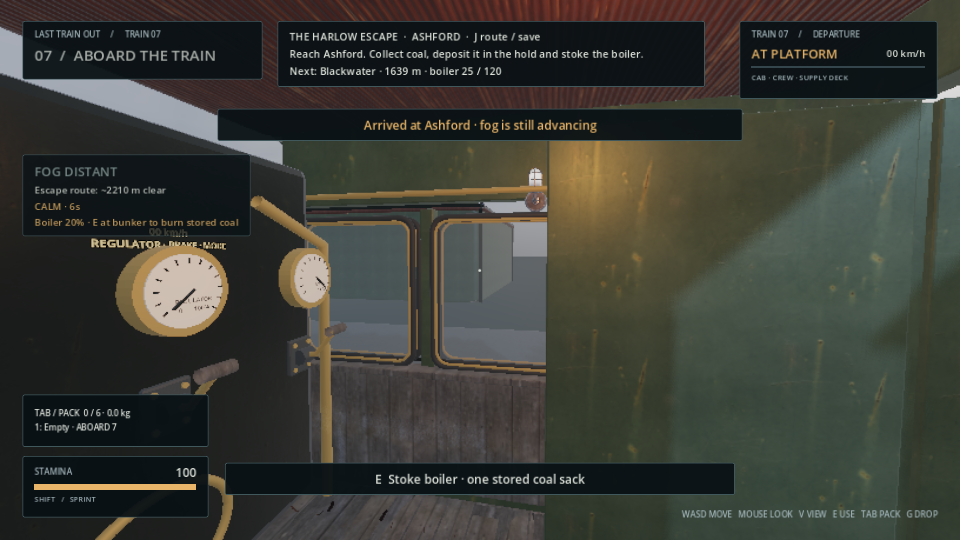 LAST TRAIN OUT / TRAIN 07
07 / ABOARD THE TRAIN
THE HARLOW ESCAPE · ASHFORD · J route / save
Reach Ashford. Collect coal, deposit it in the hold and stoke the boiler.
Next: Blackwater · 1639 m · boiler 25 / 120
TRAIN 07 / DEPARTURE
AT PLATFORM 00 km/h
CAB · CREW · SUPPLY DECK
Arrived at Ashford · fog is still advancing
FOG DISTANT
Escape route: ~2210 m clear
CALM · 6s
Boiler 20% · E at bunker to burn stored coal
00 km/h
REGULATOR · BRAKE · MORE
TAB / PACK 0 / 6 · 0.0 kg
1: Empty · ABOARD 7
STAMINA 100
SHIFT / SPRINT
E Stoke boiler · one stored coal sack
WASD MOVE MOUSE LOOK V VIEW E USE TAB PACK G DROP